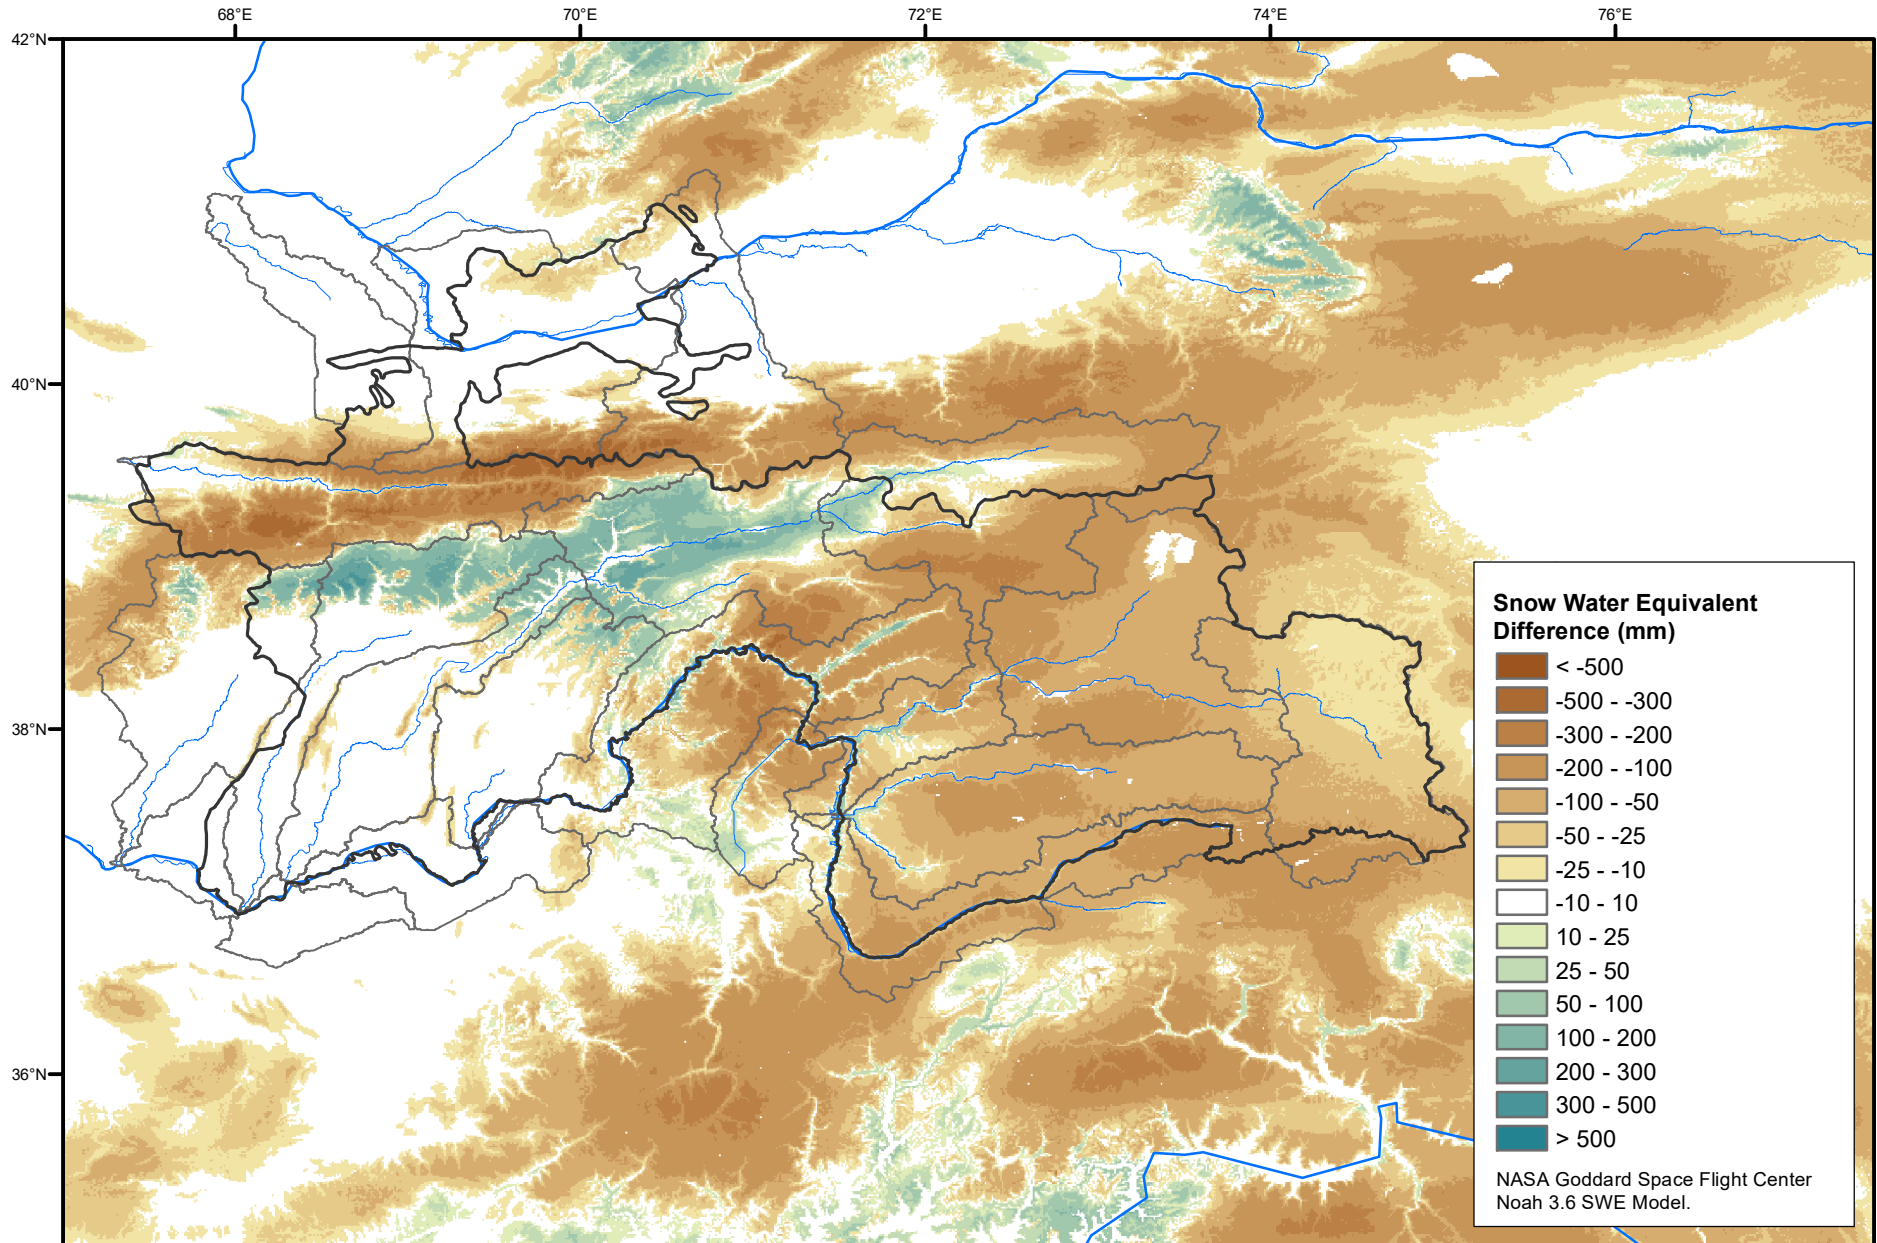 68°E
70°E
72°E
74°E
76°E
42°N
40°N
38°N
36°N
Snow Water Equivalent
Difference (mm)
< -500
-500 - -300
-300 - -200
-200 - -100
-100 - -50
-50 - -25
-25 - -10
-10 - 10
10 - 25
25 - 50
50 - 100
100 - 200
200 - 300
300 - 500
> 500
NASA Goddard Space Flight Center
Noah 3.6 SWE Model.